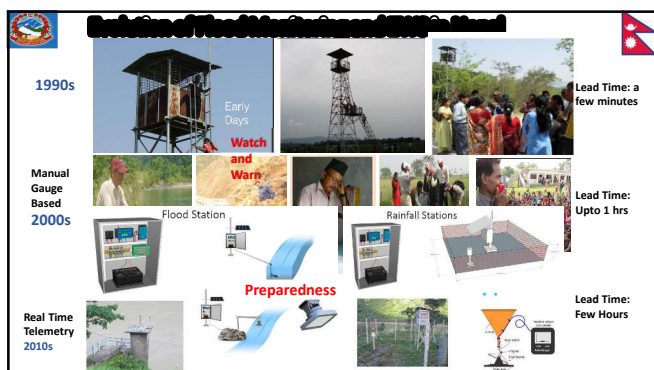 1990s
Early
Days
Watch
and
Warn
Lead Time: a
few minutes
Manual
Gauge
Based
2000s
Lead Time:
Upto 1 hrs
Flood Station
Rainfall Stations
Preparedness
Real Time
Telemetry
2010s
Lead Time:
Few Hours